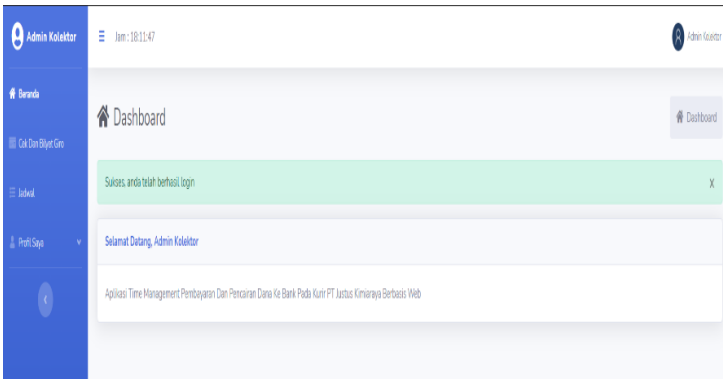 Admin Kolektor
Jam : 18:11:47
Admin Kolektor
Beranda
Dashboard
Dashboard
Cek Dan Bilyet Giro
Sukses, anda telah berhasil login
X
Jadwal
Profil Saya
Selamat Datang, Admin Kolektor
Aplikasi Time Management Pembayaran Dan Pencairan Dana Ke Bank Pada Kurir PT Justus Kimiaraya Berbasis Web